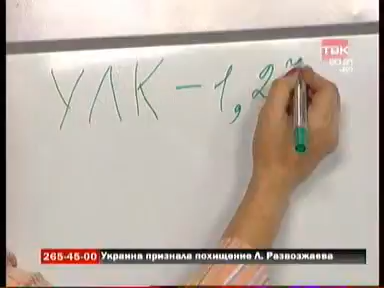 ТВК
УЛК - 1, 2
265-45-00 Украина признала похищение Л. Развозжаева